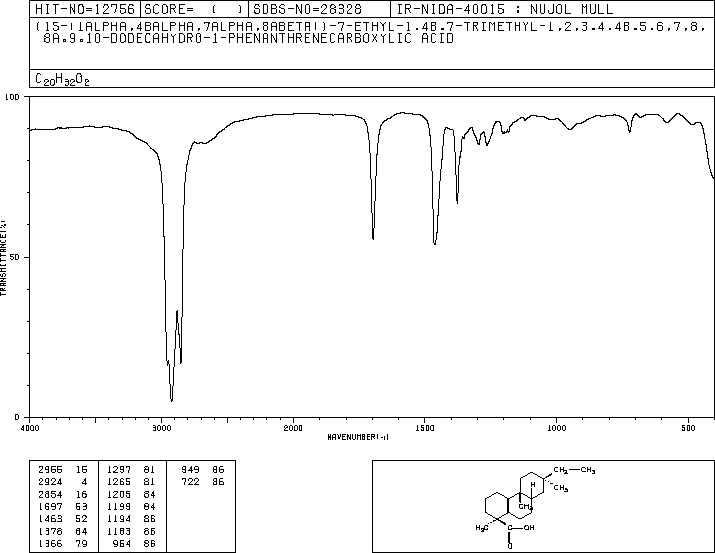 HIT-NO=12756 SCORE= ( ) SDBS-NO=28328 IR-NIDA-40015 : NUJOL MULL
(1S-(1ALPHA,4BALPHA,7ALPHA,8ABETA))-7-ETHYL-1,4B,7-TRIMETHYL-1,2,3,4,4B,5,6,7,8,
8A,9,10-DODECAHYDRO-1-PHENANTHRENECARBOXYLIC ACID
C20H32O2
100
50
0
TRANSMITTANCE(%)
4000 3000 2000 1500 1000 500
WAVENUMBER(-1)
2956 16 1297 81 949 86
2924 4 1265 81 722 86
2854 16 1205 84
1697 53 1199 84
1463 52 1194 86
1378 64 1183 86
1366 79 964 86
CH2 CH3
H
CH3
CH3
H3C
C OH
O